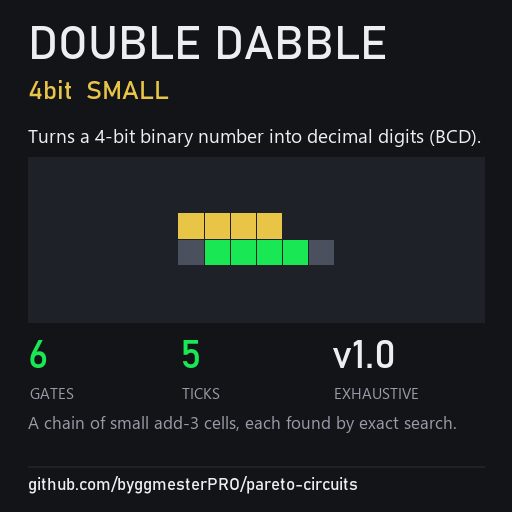 DOUBLE DABBLE
4bit SMALL
Turns a 4-bit binary number into decimal digits (BCD).
6 5 v1.0
GATES TICKS EXHAUSTIVE
A chain of small add-3 cells, each found by exact search.
github.com/byggmesterPRO/pareto-circuits